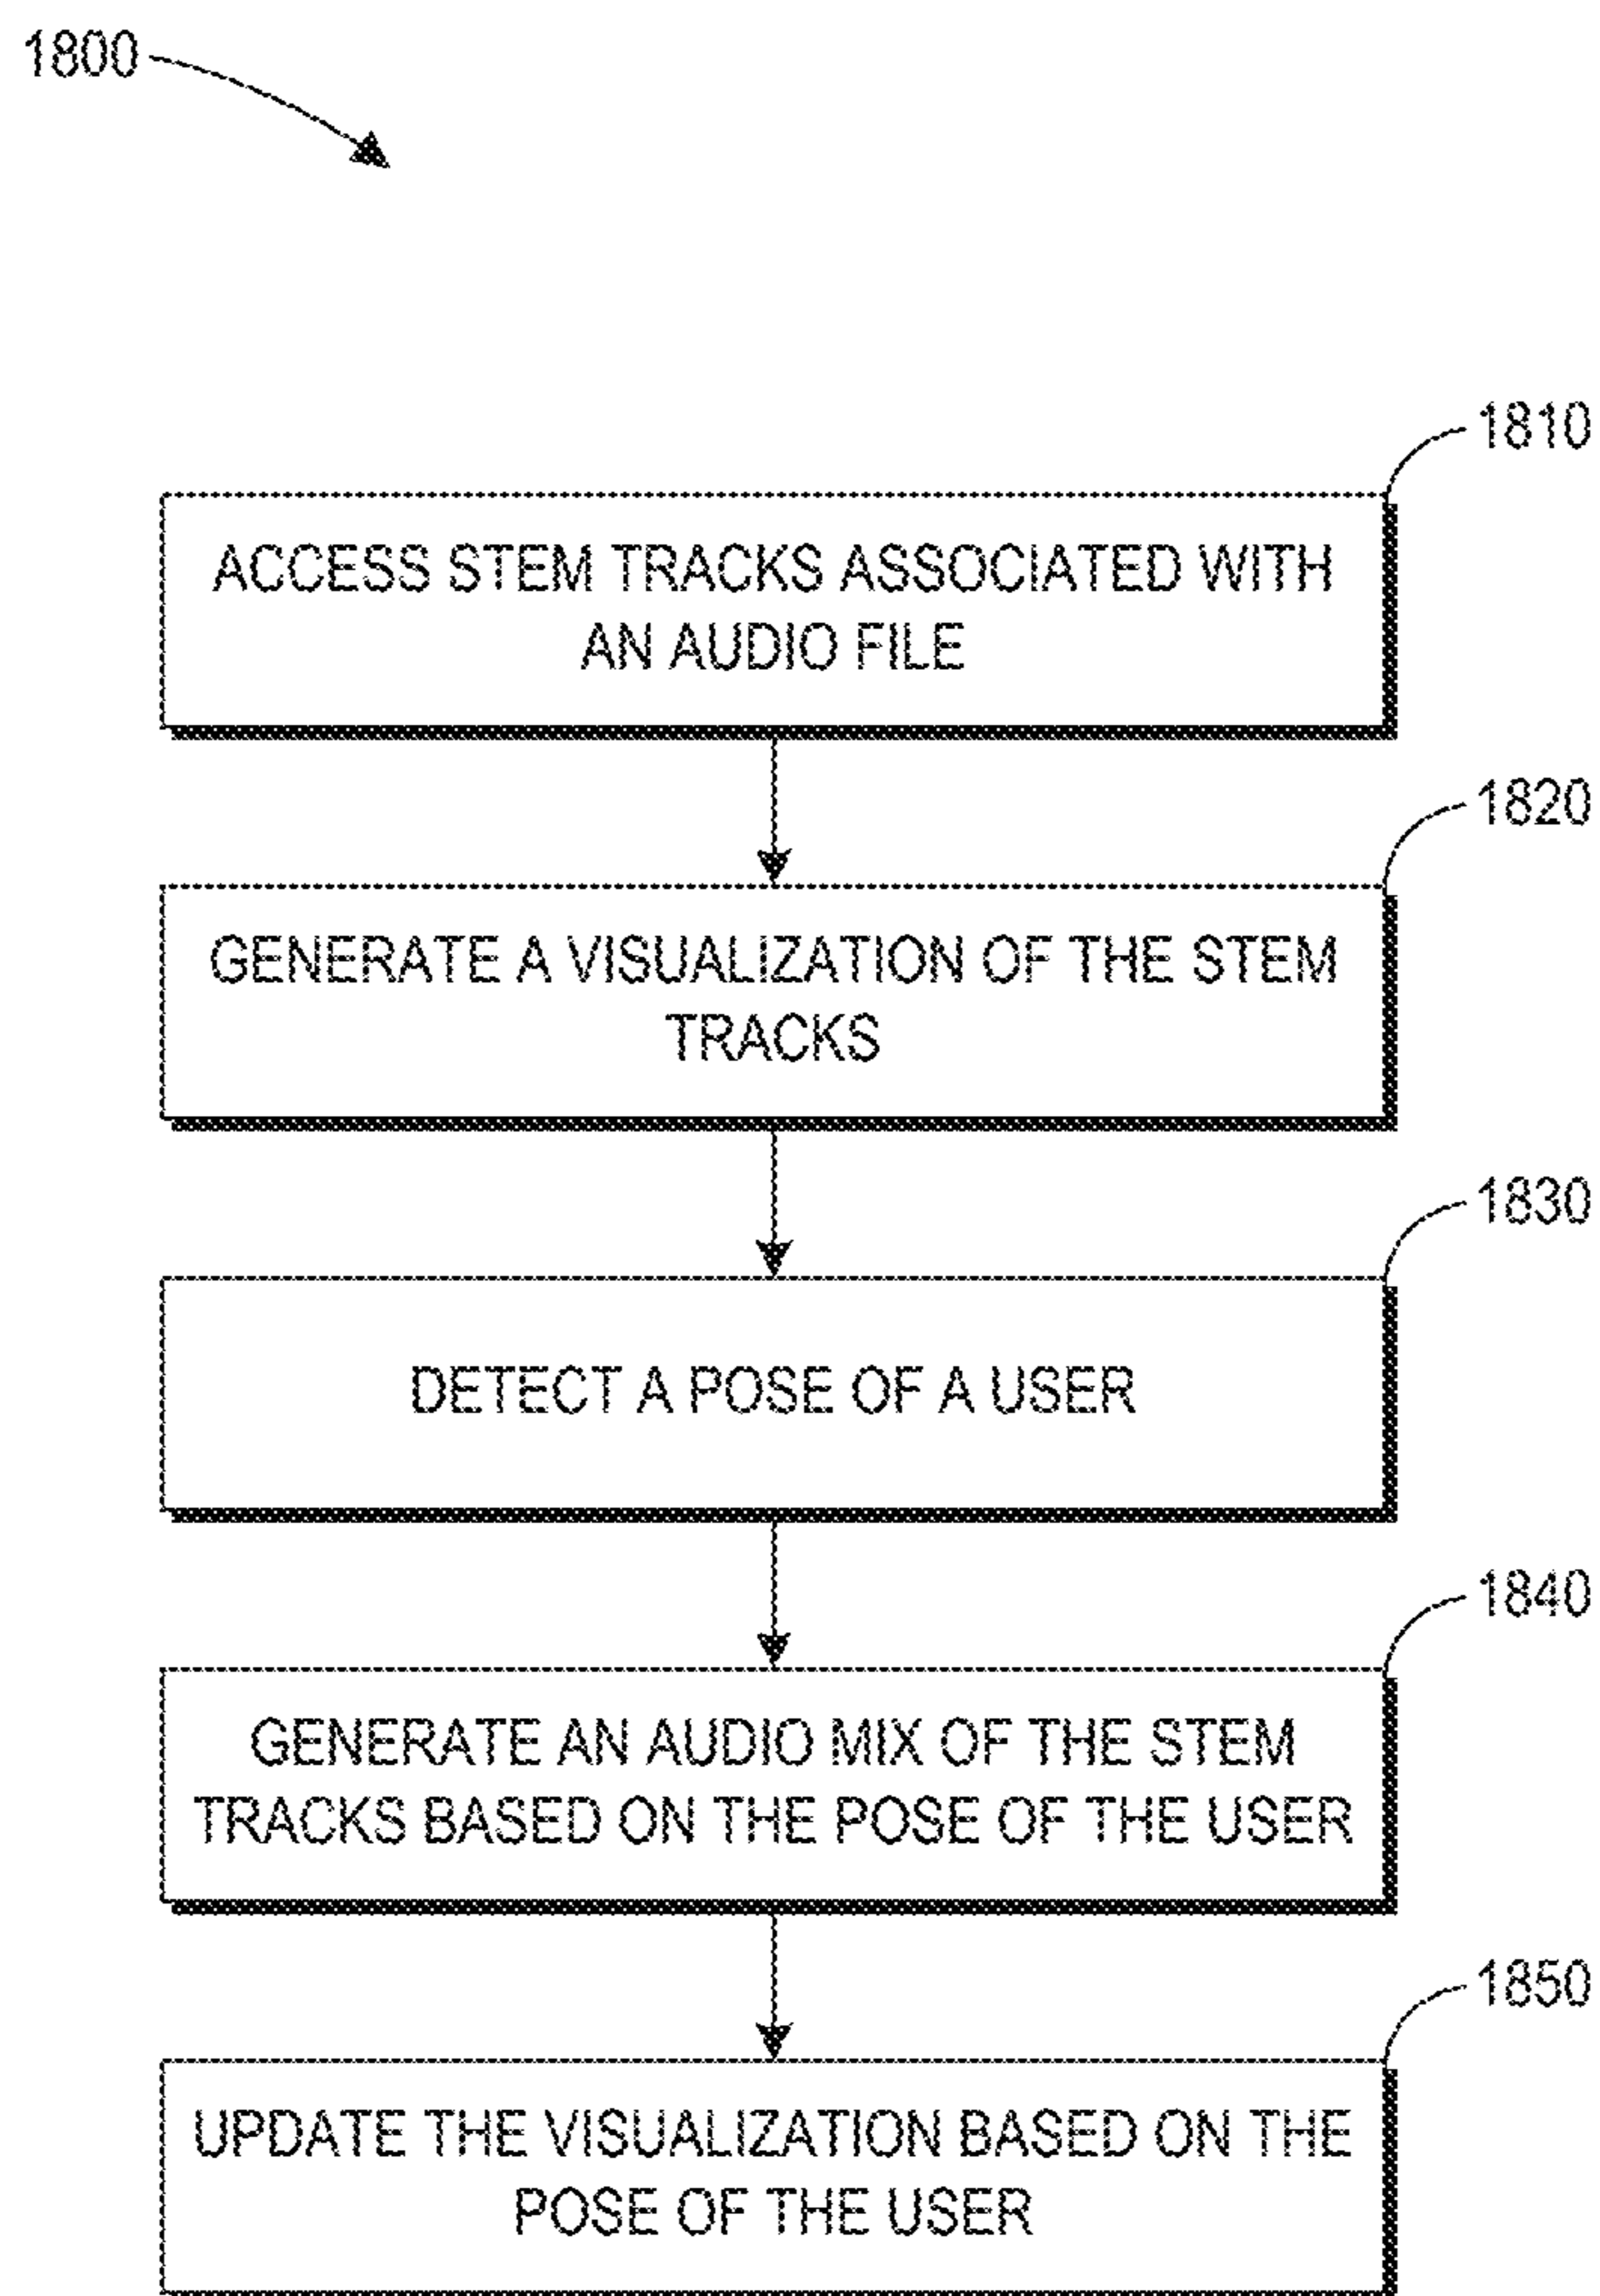 1800
1810
ACCESS STEM TRACKS ASSOCIATED WITH
AN AUDIO FILE
1820
GENERATE A VISUALIZATION OF THE STEM
TRACKS
1830
DETECT A POSE OF A USER
1840
GENERATE AN AUDIO MIX OF THE STEM
TRACKS BASED ON THE POSE OF THE USER
1850
UPDATE THE VISUALIZATION BASED ON THE
POSE OF THE USER